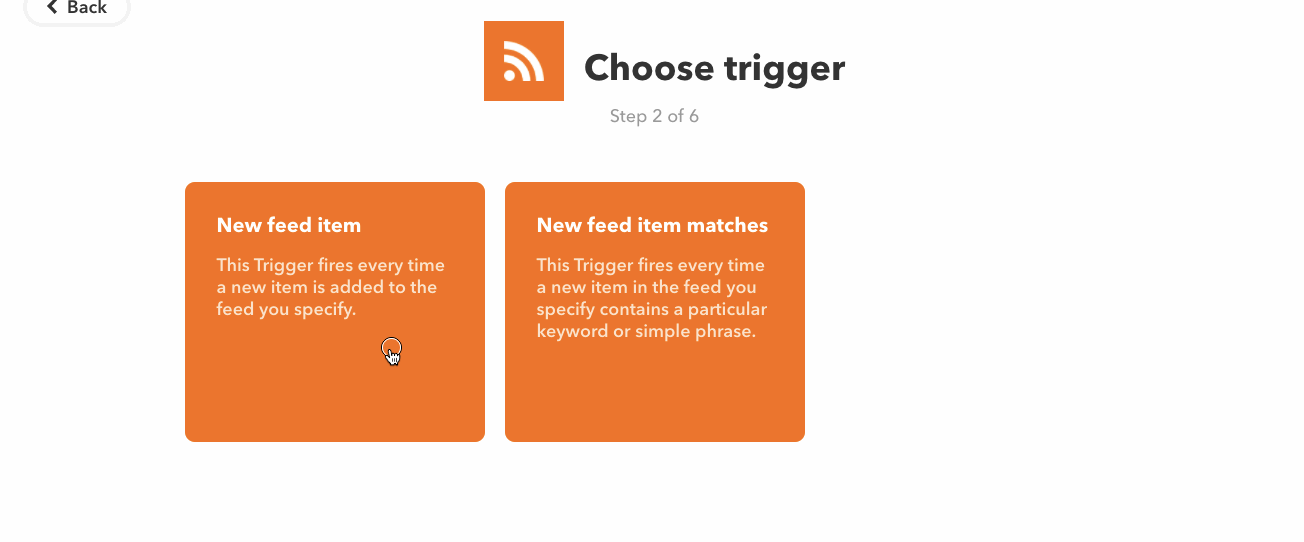 Back
Choose trigger
Step 2 of 6
New feed item
This Trigger fires every time
a new item is added to the
feed you specify.
New feed item matches
This Trigger fires every time
a new item in the feed you
specify contains a particular
keyword or simple phrase.